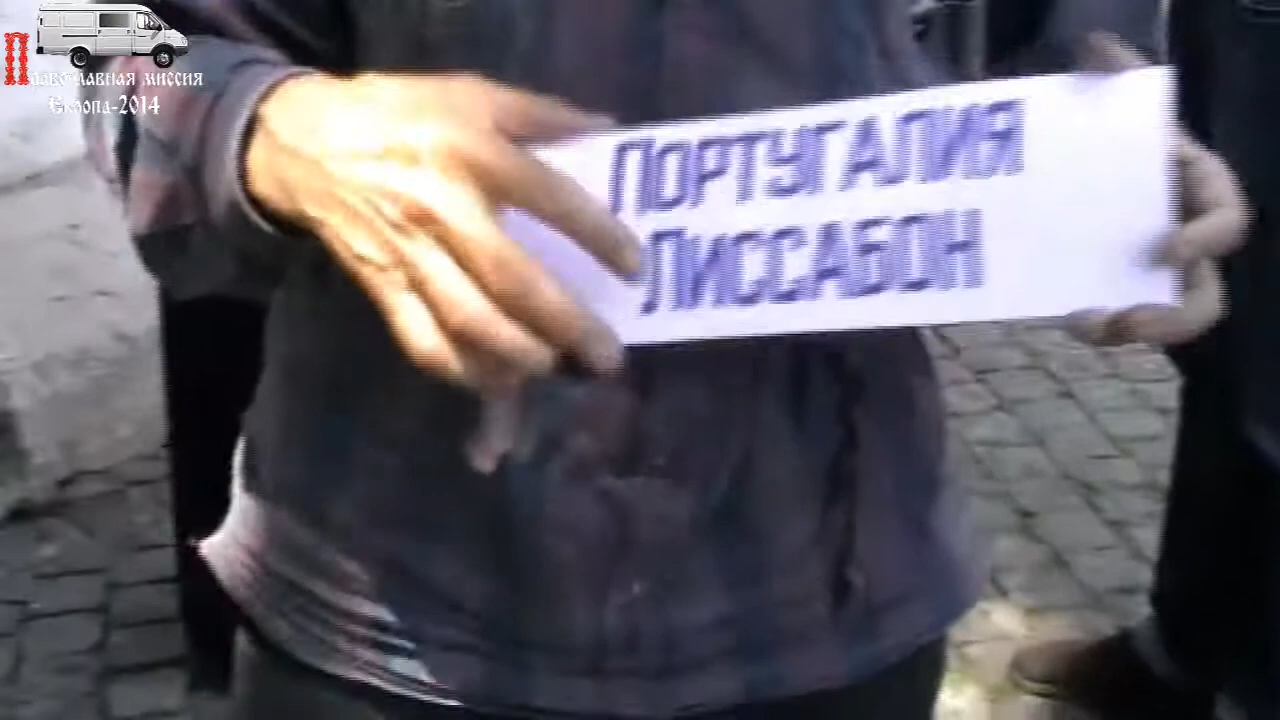 Православная миссия
Европа-2014
ПОРТУГАЛИЯ
ЛИССАБОН